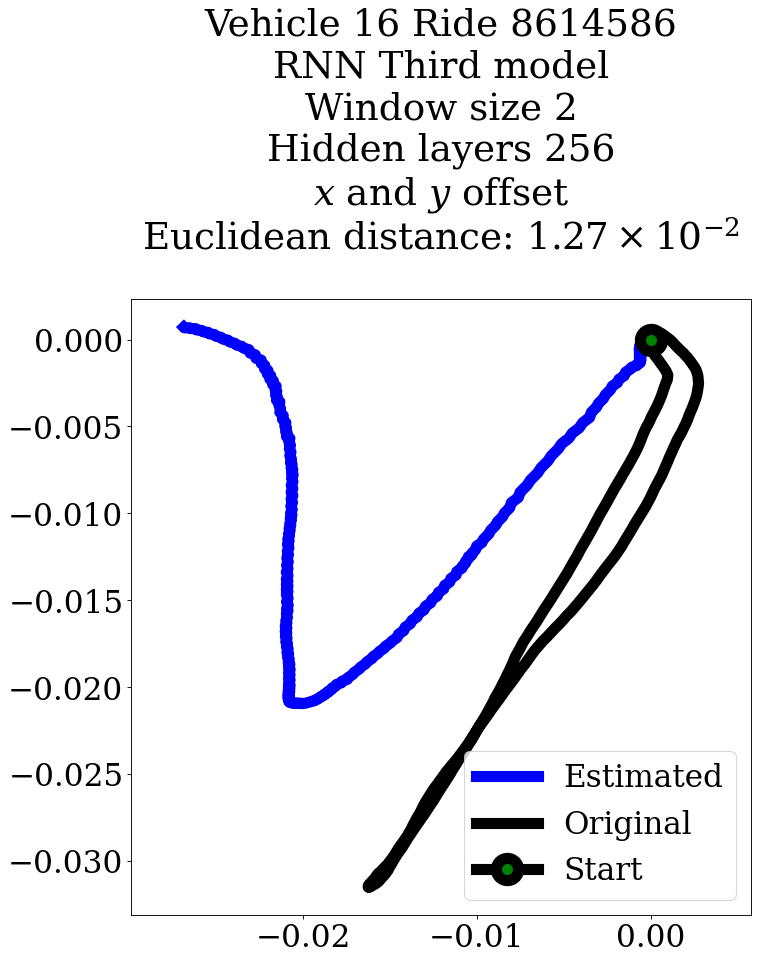 Vehicle 16 Ride 8614586
RNN Third model
Window size 2
Hidden layers 256
x and y offset
Euclidean distance: 1.27 × 10⁻²
0.000
−0.005
−0.010
−0.015
−0.020
−0.025
−0.030
Estimated
Original
Start
−0.02
−0.01
0.00